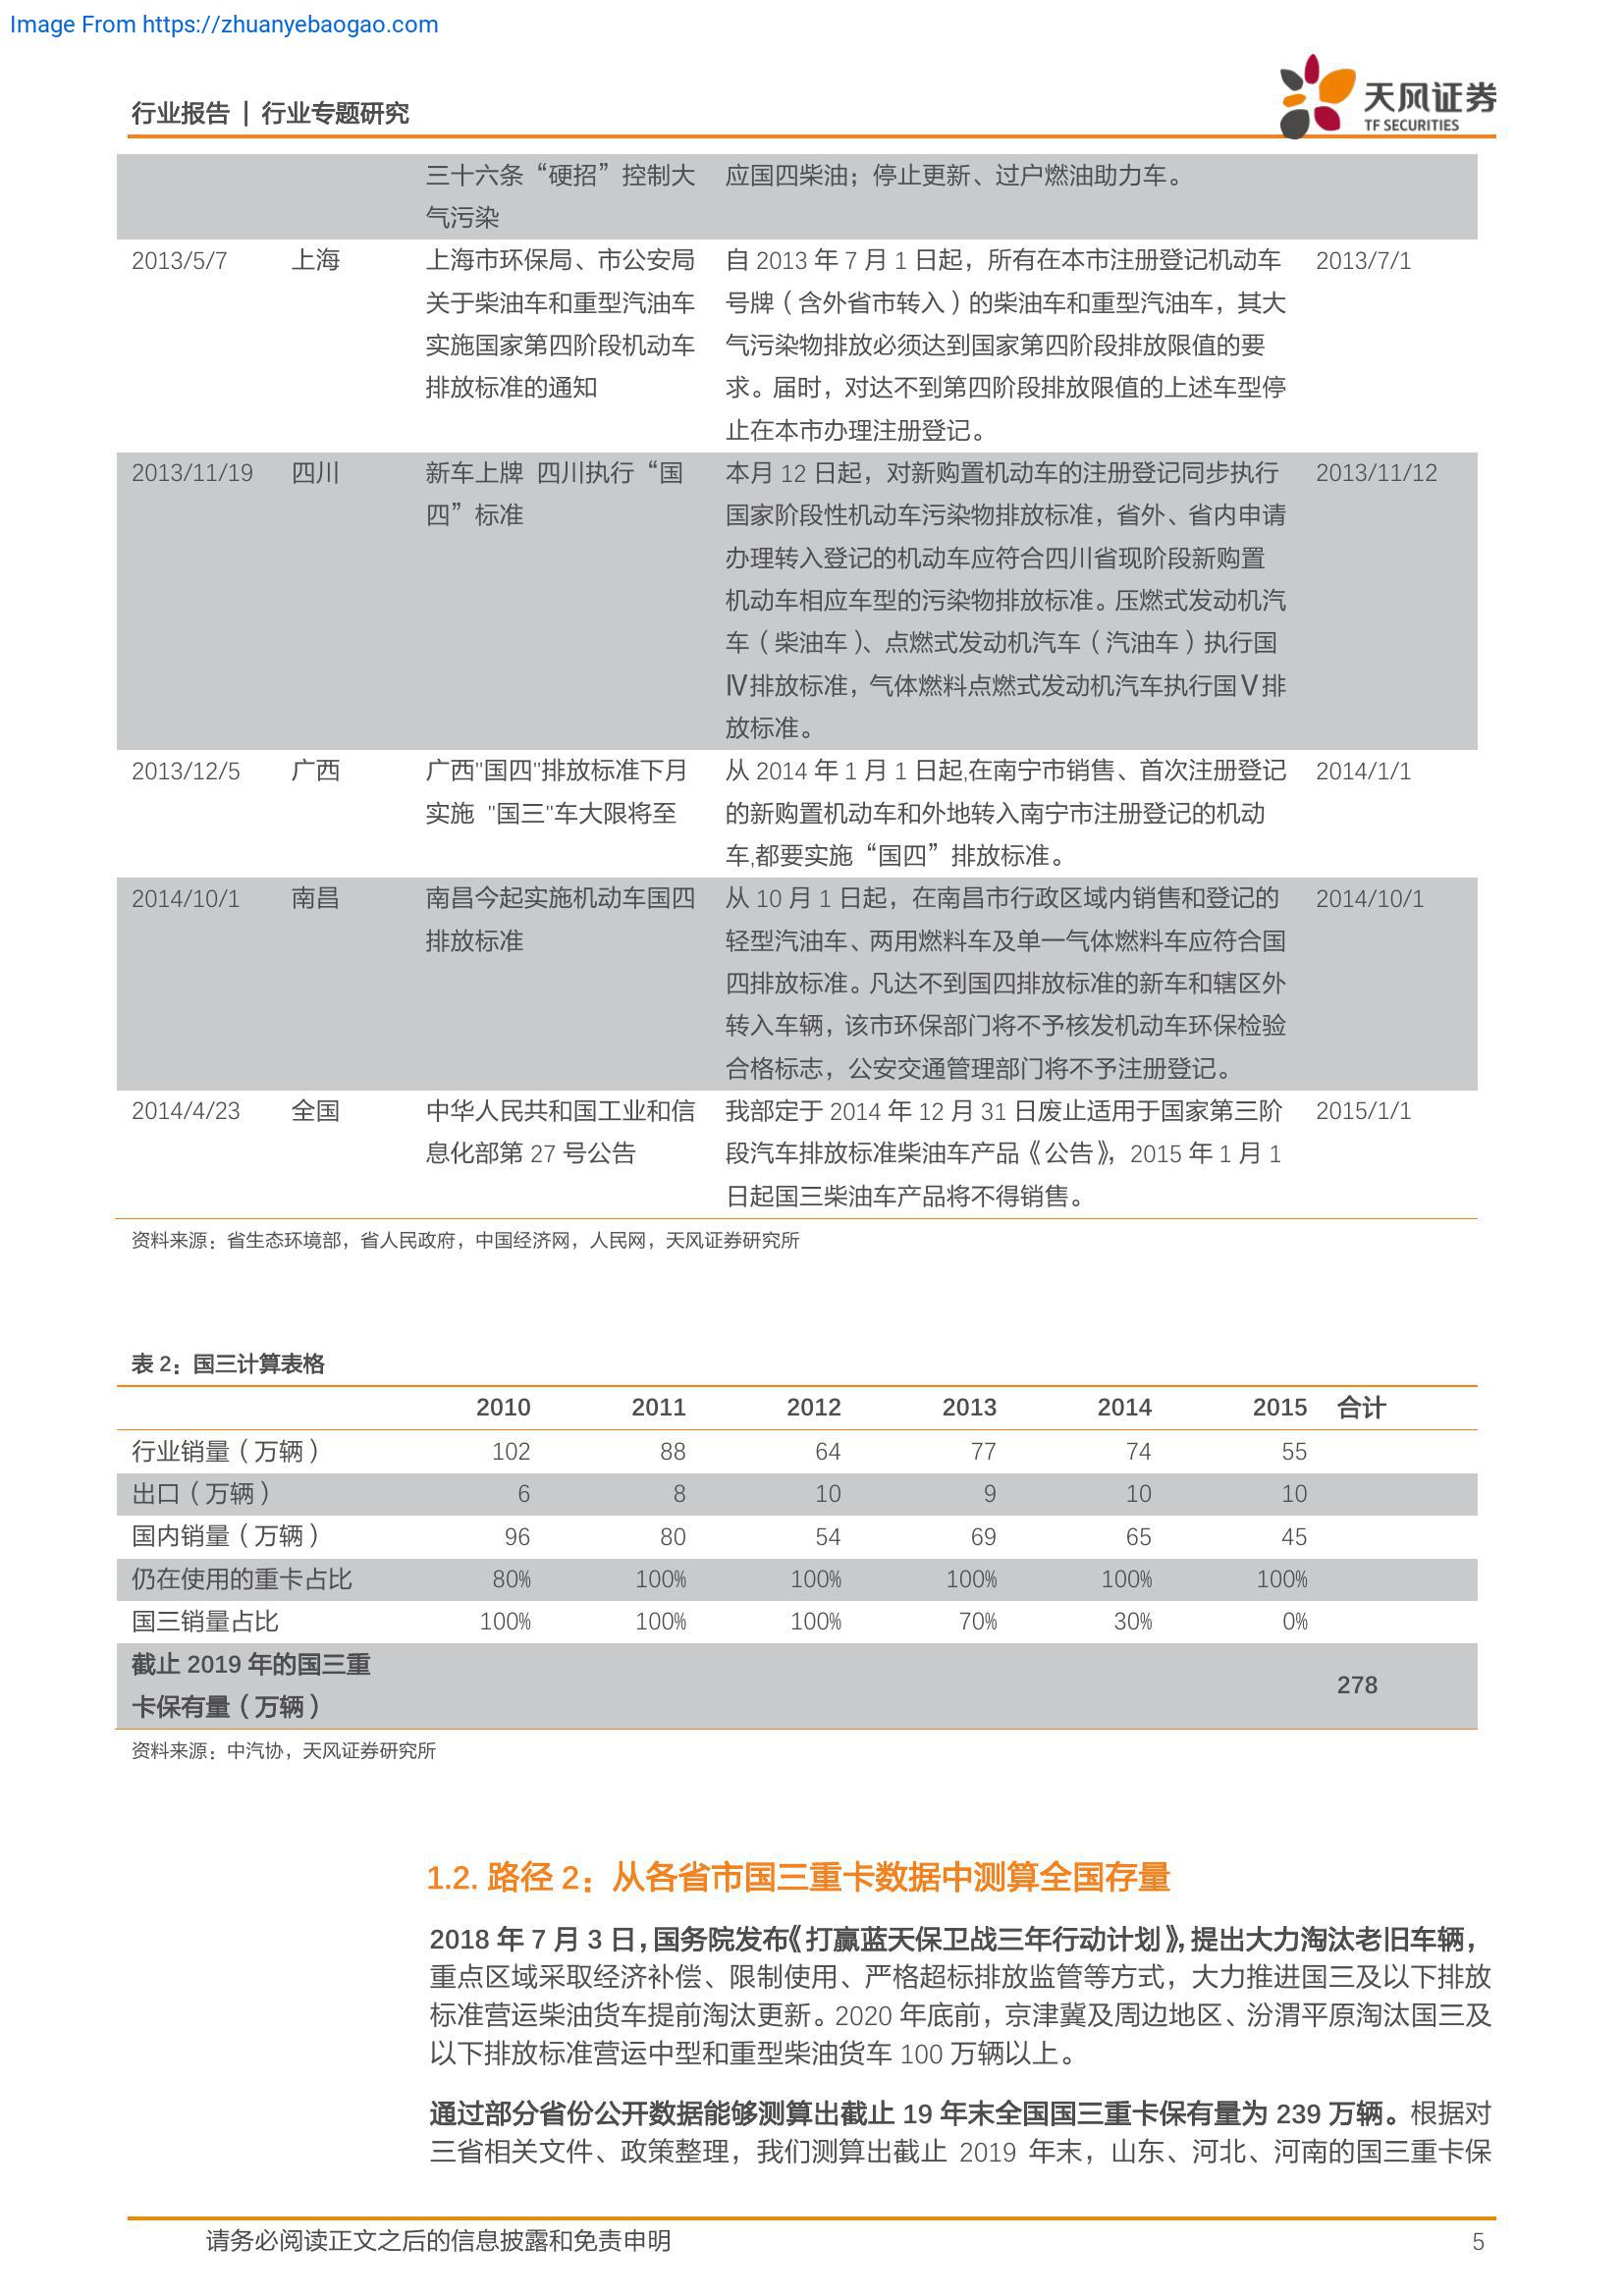 Image From https://zhuanyebaogao.com
行业报告 | 行业专题研究
天风证券
TF SECURITIES
三十六条“硬招”控制大 应国四柴油；停止更新、过户燃油助力车。
气污染
2013/5/7 上海 上海市环保局、市公安局 自 2013 年 7 月 1 日起，所有在本市注册登记机动车 2013/7/1
关于柴油车和重型汽油车 号牌（含外省市转入）的柴油车和重型汽油车，其大
实施国家第四阶段机动车 气污染物排放必须达到国家第四阶段排放限值的要
排放标准的通知 求。届时，对达不到第四阶段排放限值的上述车型停
止在本市办理注册登记。
2013/11/19 四川 新车上牌 四川执行“国 本月 12 日起，对新购置机动车的注册登记同步执行 2013/11/12
四”标准 国家阶段性机动车污染物排放标准，省外、省内申请
办理转入登记的机动车应符合四川省现阶段新购置
机动车相应车型的污染物排放标准。压燃式发动机汽
车（柴油车）、点燃式发动机汽车（汽油车）执行国
Ⅳ排放标准，气体燃料点燃式发动机汽车执行国Ⅴ排
放标准。
2013/12/5 广西 广西"国四"排放标准下月 从 2014 年 1 月 1 日起,在南宁市销售、首次注册登记 2014/1/1
实施 "国三"车大限将至 的新购置机动车和外地转入南宁市注册登记的机动
车,都要实施“国四”排放标准。
2014/10/1 南昌 南昌今起实施机动车国四 从 10 月 1 日起，在南昌市行政区域内销售和登记的 2014/10/1
排放标准 轻型汽油车、两用燃料车及单一气体燃料车应符合国
四排放标准。凡达不到国四排放标准的新车和辖区外
转入车辆，该市环保部门将不予核发机动车环保检验
合格标志，公安交通管理部门将不予注册登记。
2014/4/23 全国 中华人民共和国工业和信 我部定于 2014 年 12 月 31 日废止适用于国家第三阶 2015/1/1
息化部第 27 号公告 段汽车排放标准柴油车产品《公告》，2015 年 1 月 1
日起国三柴油车产品将不得销售。
资料来源：省生态环境部，省人民政府，中国经济网，人民网，天风证券研究所
表 2：国三计算表格
2010 2011 2012 2013 2014 2015 合计
行业销量（万辆） 102 88 64 77 74 55
出口（万辆） 6 8 10 9 10 10
国内销量（万辆） 96 80 54 69 65 45
仍在使用的重卡占比 80% 100% 100% 100% 100% 100%
国三销量占比 100% 100% 100% 70% 30% 0%
截止 2019 年的国三重
卡保有量（万辆） 278
资料来源：中汽协，天风证券研究所
1.2. 路径 2：从各省市国三重卡数据中测算全国存量
2018 年 7 月 3 日，国务院发布《打赢蓝天保卫战三年行动计划》，提出大力淘汰老旧车辆，
重点区域采取经济补偿、限制使用、严格超标排放监管等方式，大力推进国三及以下排放
标准营运柴油货车提前淘汰更新。2020 年底前，京津冀及周边地区、汾渭平原淘汰国三及
以下排放标准营运中型和重型柴油货车 100 万辆以上。
通过部分省份公开数据能够测算出截止 19 年末全国国三重卡保有量为 239 万辆。根据对
三省相关文件、政策整理，我们测算出截止 2019 年末，山东、河北、河南的国三重卡保
请务必阅读正文之后的信息披露和免责申明 5